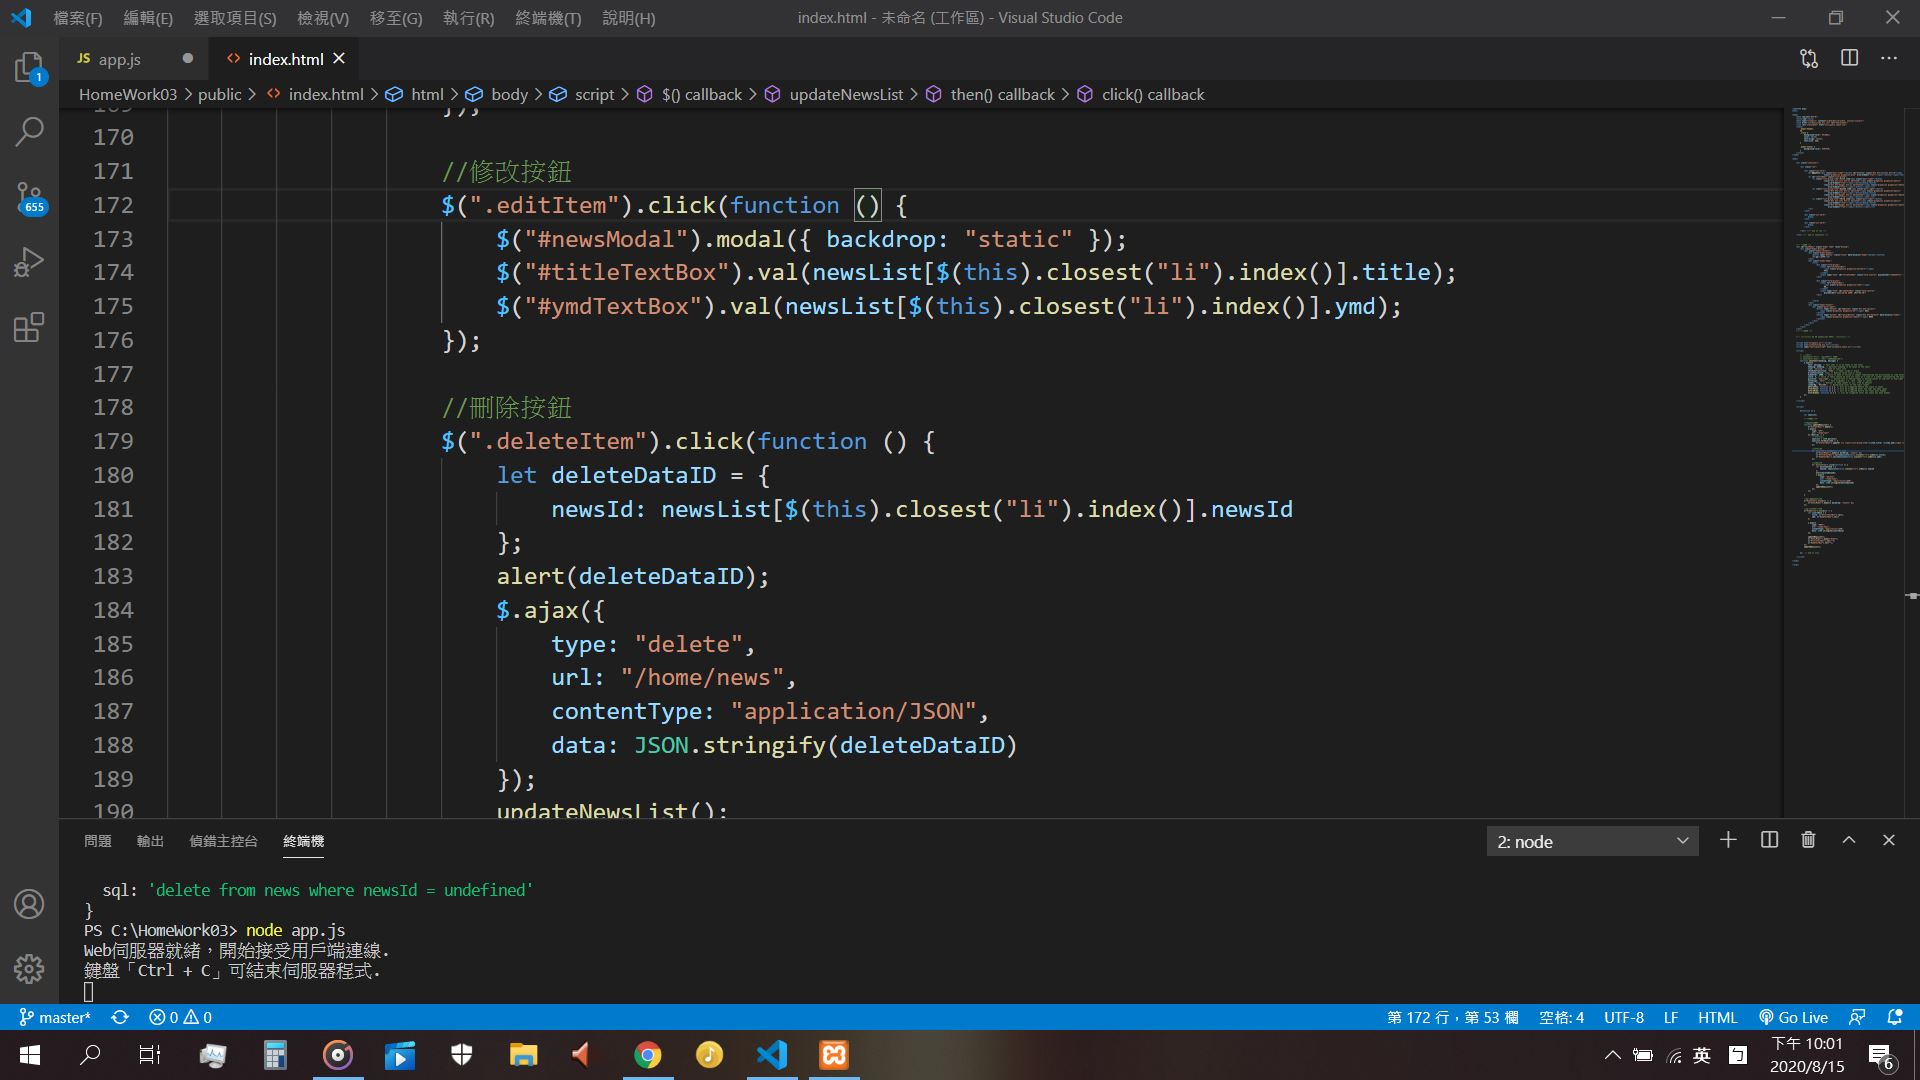 檔案(F) 編輯(E) 選取項目(S) 檢視(V) 移至(G) 執行(R) 終端機(T) 說明(H) index.html - 未命名 (工作區) - Visual Studio Code
JS app.js index.html
HomeWork03 > public > index.html > html > body > script > $() callback > updateNewsList > then() callback > click() callback
169 });
170
171 //修改按鈕
172 $(".editItem").click(function () {
173 $("#newsModal").modal({ backdrop: "static" });
174 $("#titleTextBox").val(newsList[$(this).closest("li").index()].title);
175 $("#ymdTextBox").val(newsList[$(this).closest("li").index()].ymd);
176 });
177
178 //刪除按鈕
179 $(".deleteItem").click(function () {
180 let deleteDataID = {
181 newsId: newsList[$(this).closest("li").index()].newsId
182 };
183 alert(deleteDataID);
184 $.ajax({
185 type: "delete",
186 url: "/home/news",
187 contentType: "application/JSON",
188 data: JSON.stringify(deleteDataID)
189 });
190 updateNewsList();
1
655
問題 輸出 偵錯主控台 終端機 2: node
sql: 'delete from news where newsId = undefined'
}
PS C:\HomeWork03> node app.js
Web伺服器就緒，開始接受用戶端連線.
鍵盤「Ctrl + C」可結束伺服器程式.
master* 0 0 第 172 行，第 53 欄 空格: 4 UTF-8 LF HTML Go Live
英 下午 10:01
2020/8/15
6